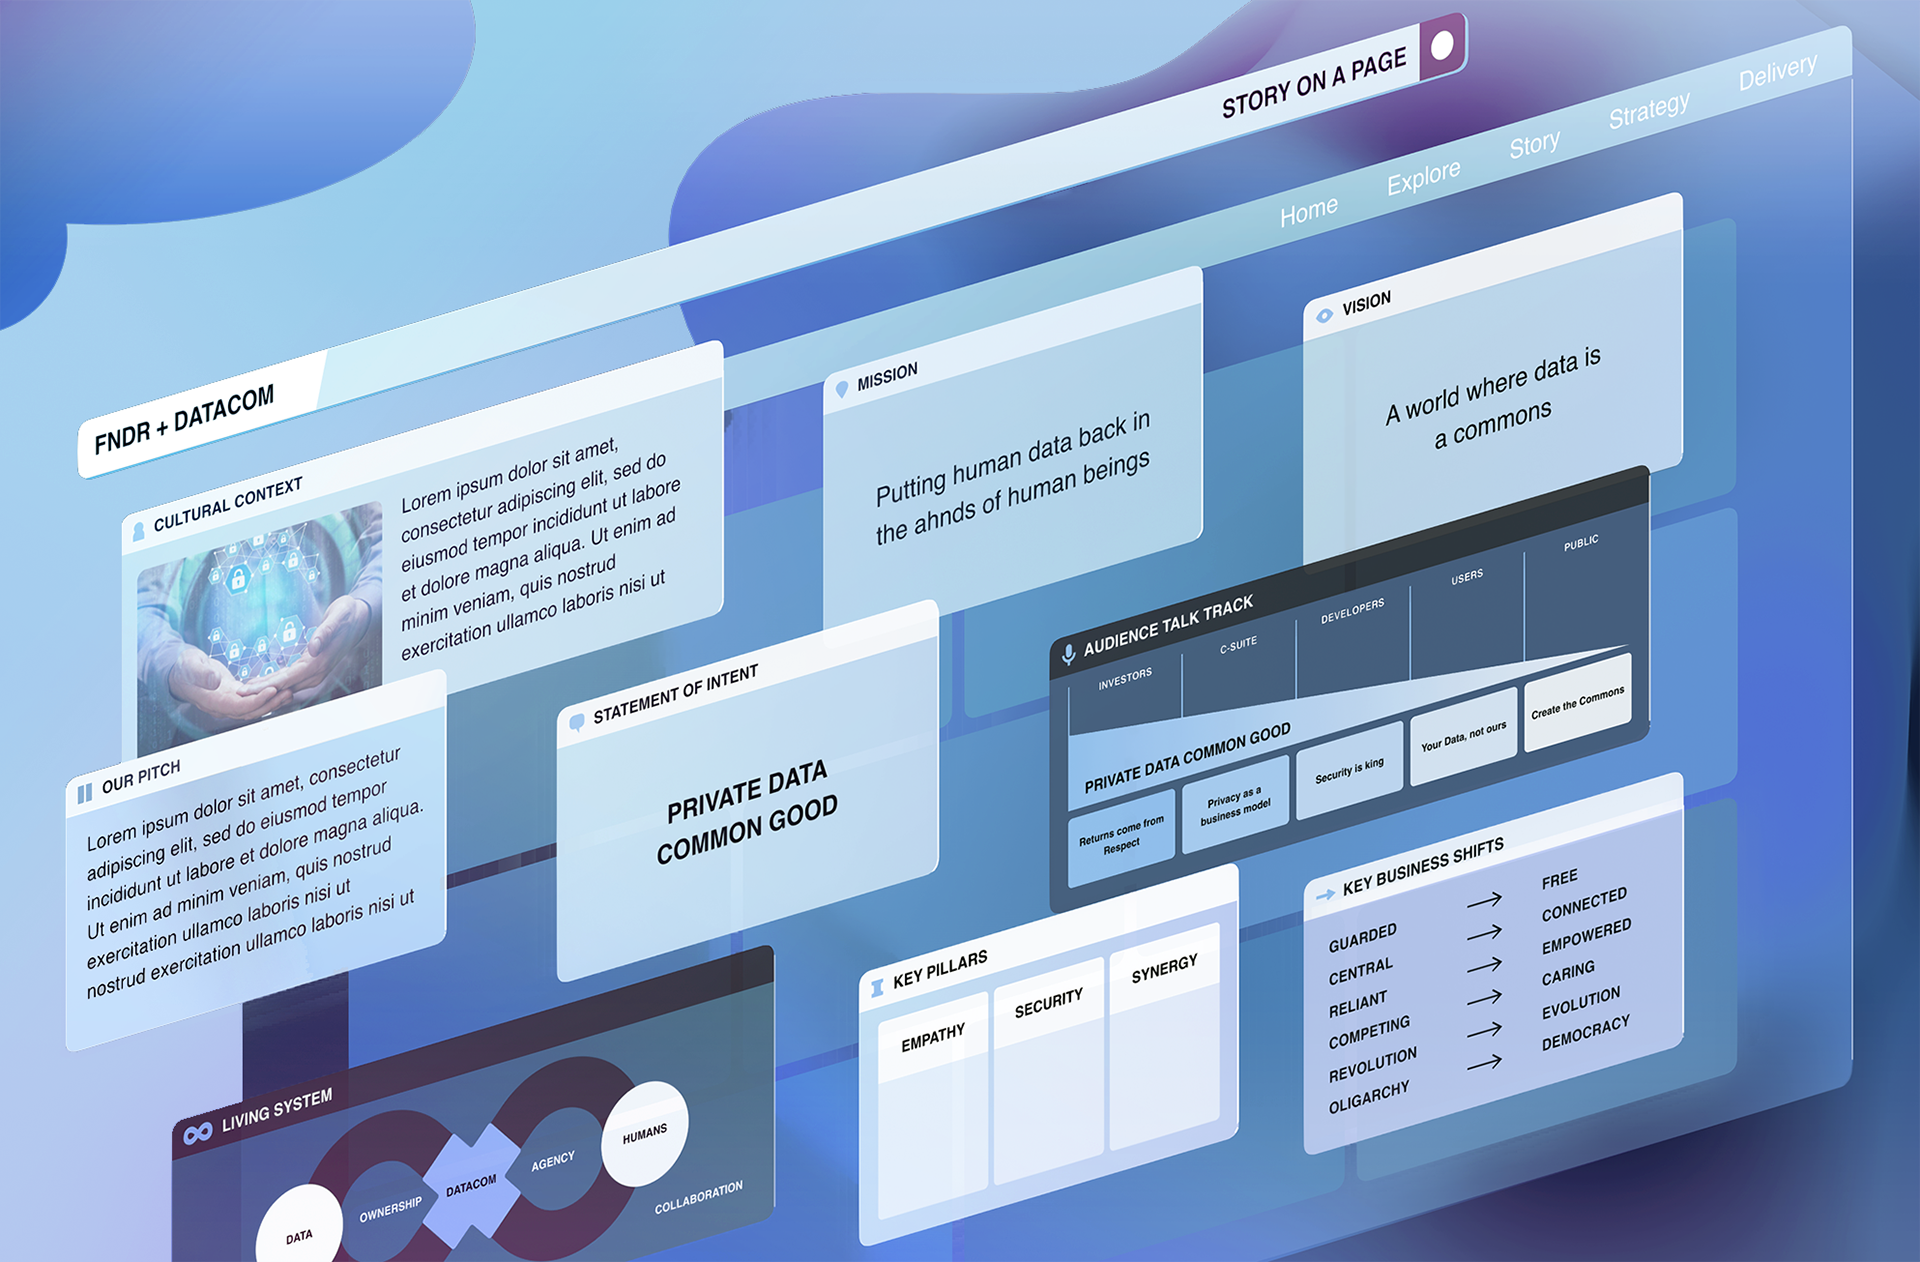 STORY ON A PAGE
Home
Explore
Story
Strategy
Delivery
FNDR + DATACOM
CULTURAL CONTEXT
Lorem ipsum dolor sit amet,
consectetur adipiscing elit, sed do
eiusmod tempor incididunt ut labore
et dolore magna aliqua. Ut enim ad
minim veniam, quis nostrud
exercitation ullamco laboris nisi ut
MISSION
Putting human data back in
the ahnds of human beings
VISION
A world where data is
a commons
OUR PITCH
Lorem ipsum dolor sit amet, consectetur
adipiscing elit, sed do eiusmod tempor
incididunt ut labore et dolore magna aliqua.
Ut enim ad minim veniam, quis nostrud
exercitation ullamco laboris nisi ut
nostrud exercitation ullamco laboris nisi ut
STATEMENT OF INTENT
PRIVATE DATA
COMMON GOOD
AUDIENCE TALK TRACK
INVESTORS
C-SUITE
DEVELOPERS
USERS
PUBLIC
PRIVATE DATA COMMON GOOD
Returns come from
Respect
Privacy as a
business model
Security is king
Your Data, not ours
Create the Commons
LIVING SYSTEM
DATA
OWNERSHIP
DATACOM
AGENCY
HUMANS
COLLABORATION
KEY PILLARS
EMPATHY
SECURITY
SYNERGY
KEY BUSINESS SHIFTS
GUARDED → FREE
CENTRAL → CONNECTED
RELIANT → EMPOWERED
COMPETING → CARING
REVOLUTION → EVOLUTION
OLIGARCHY → DEMOCRACY